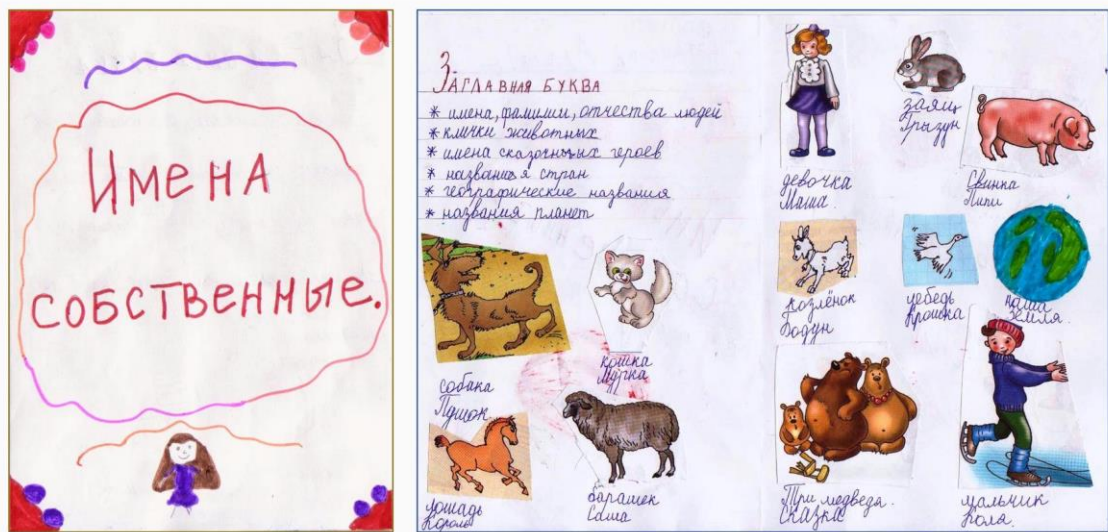 Имена
собственные.
Заглавная буква
* имена, фамилии, отчества людей
* клички животных
* имена сказочных героев
* названия стран
* географические названия
* названия планет
собака
Пушок
кошка
Мурка
лошадь
Король
барашек
Саша
девочка
Маша.
заяц
Грызун
Свинка
козлёнок
Бодун
лебедь
Крошка
наша
Земля.
Три медведя.
сказка
мальчик
Коля.